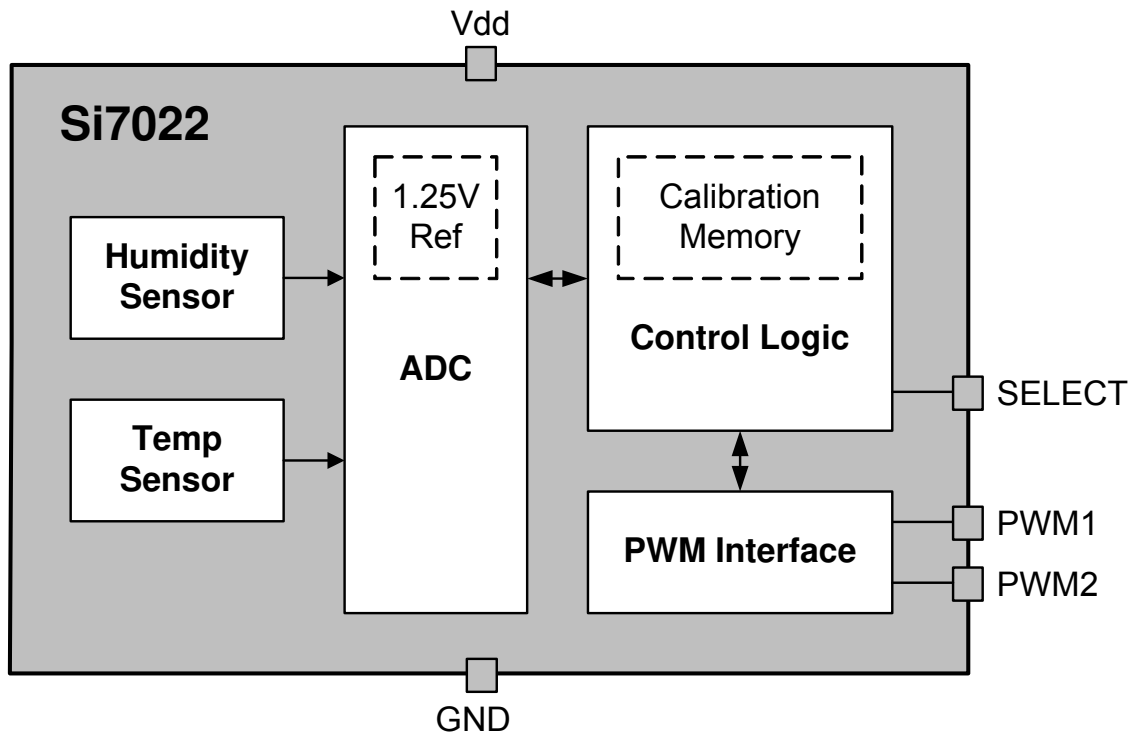 Vdd
Si7022
1.25V
Ref
Calibration
Memory
Humidity
Sensor
Control Logic
ADC
SELECT
Temp
Sensor
PWM1
PWM Interface
PWM2
GND